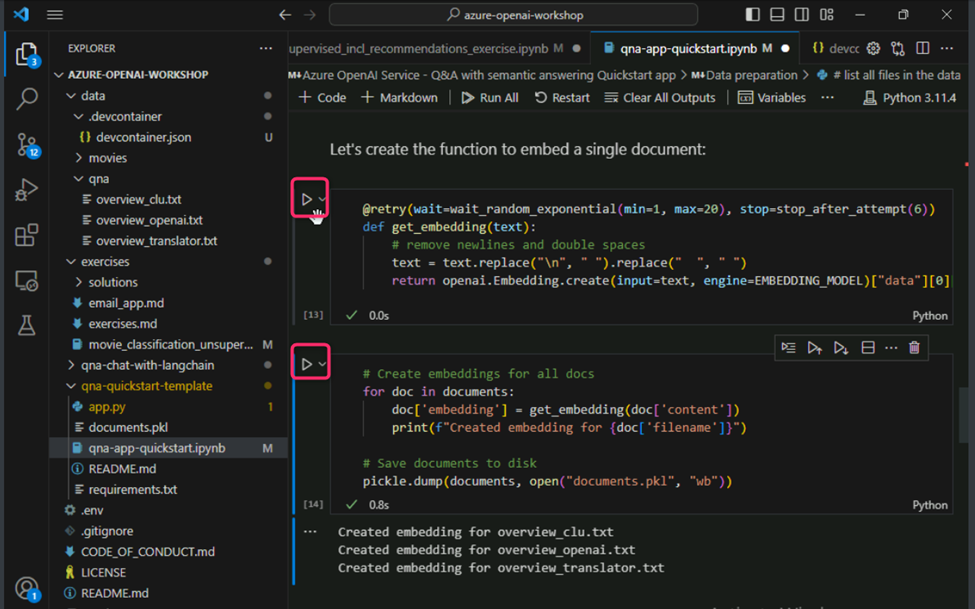 azure-openai-workshop
EXPLORER
upervised_incl_recommendations_exercise.ipynb M
qna-app-quickstart.ipynb M
{} devcc
AZURE-OPENAI-WORKSHOP
M↓Azure OpenAI Service - Q&A with semantic answering Quickstart app > M↓Data preparation > # list all files in the data
+ Code + Markdown Run All Restart Clear All Outputs Variables ... Python 3.11.4
data
.devcontainer
{} devcontainer.json U
movies
qna
overview_clu.txt
overview_openai.txt
overview_translator.txt
exercises
solutions
email_app.md
exercises.md
movie_classification_unsuper... M
qna-chat-with-langchain
qna-quickstart-template
app.py 1
documents.pkl
qna-app-quickstart.ipynb M
README.md
requirements.txt
.env
.gitignore
CODE_OF_CONDUCT.md
LICENSE
README.md
3
12
1
Let's create the function to embed a single document:
@retry(wait=wait_random_exponential(min=1, max=20), stop=stop_after_attempt(6))
def get_embedding(text):
# remove newlines and double spaces
text = text.replace("\n", " ").replace("  ", " ")
return openai.Embedding.create(input=text, engine=EMBEDDING_MODEL)["data"][0]
[13] 0.0s Python
# Create embeddings for all docs
for doc in documents:
doc['embedding'] = get_embedding(doc['content'])
print(f"Created embedding for {doc['filename']}")
# Save documents to disk
pickle.dump(documents, open("documents.pkl", "wb"))
[14] 0.8s Python
Created embedding for overview_clu.txt
Created embedding for overview_openai.txt
Created embedding for overview_translator.txt